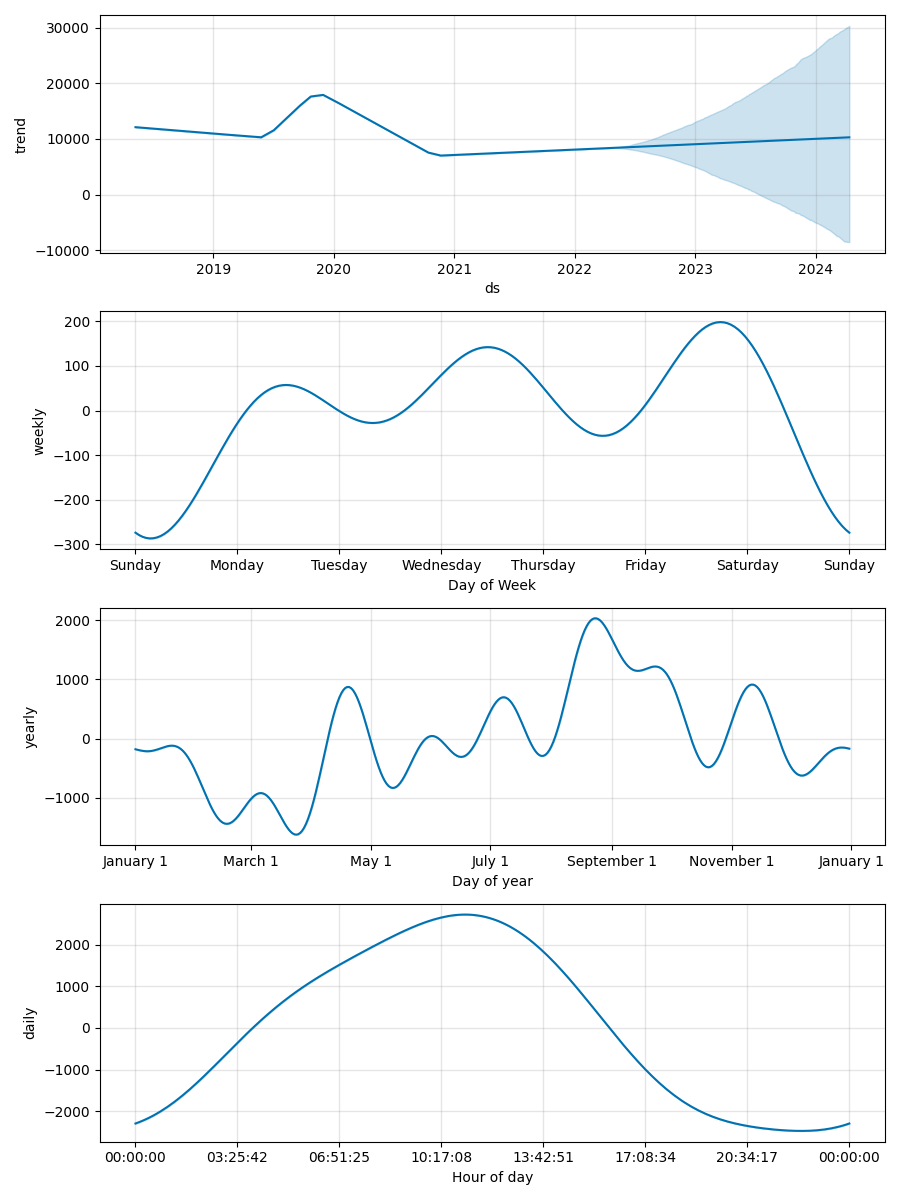 30000
20000
10000
0
−10000
trend
2019 2020 2021 2022 2023 2024
ds
200
100
0
−100
−200
−300
weekly
Sunday Monday Tuesday Wednesday Thursday Friday Saturday Sunday
Day of Week
2000
1000
0
−1000
yearly
January 1 March 1 May 1 July 1 September 1 November 1 January 1
Day of year
2000
1000
0
−1000
−2000
daily
00:00:00 03:25:42 06:51:25 10:17:08 13:42:51 17:08:34 20:34:17 00:00:00
Hour of day